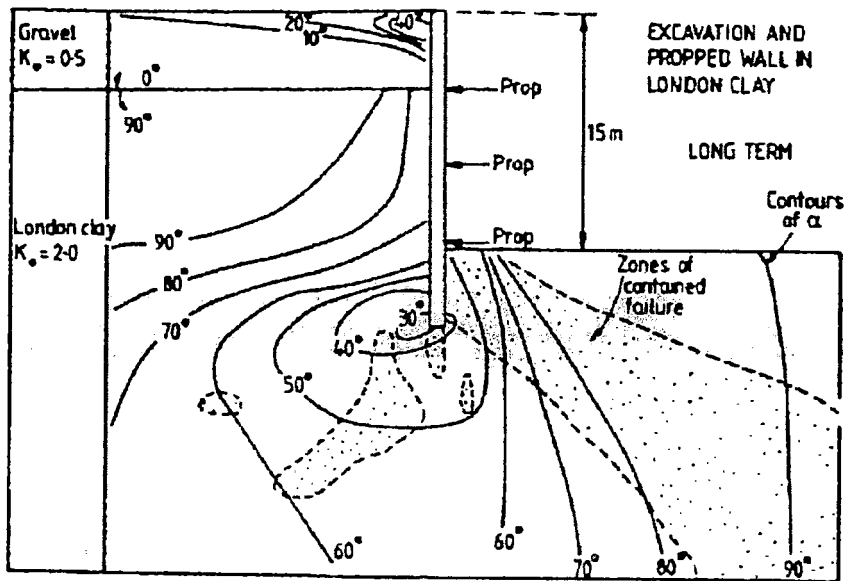 Gravel
K₀ = 0·5
20°
10°
40°
0°
90°
Prop
Prop
Prop
15m
EXCAVATION AND
PROPPED WALL IN
LONDON CLAY
LONG TERM
Contours
of α
London clay
K₀ = 2·0
90°
80°
70°
30°
40°
50°
60°
Zones of
contained
failure
60°
70°
80°
90°